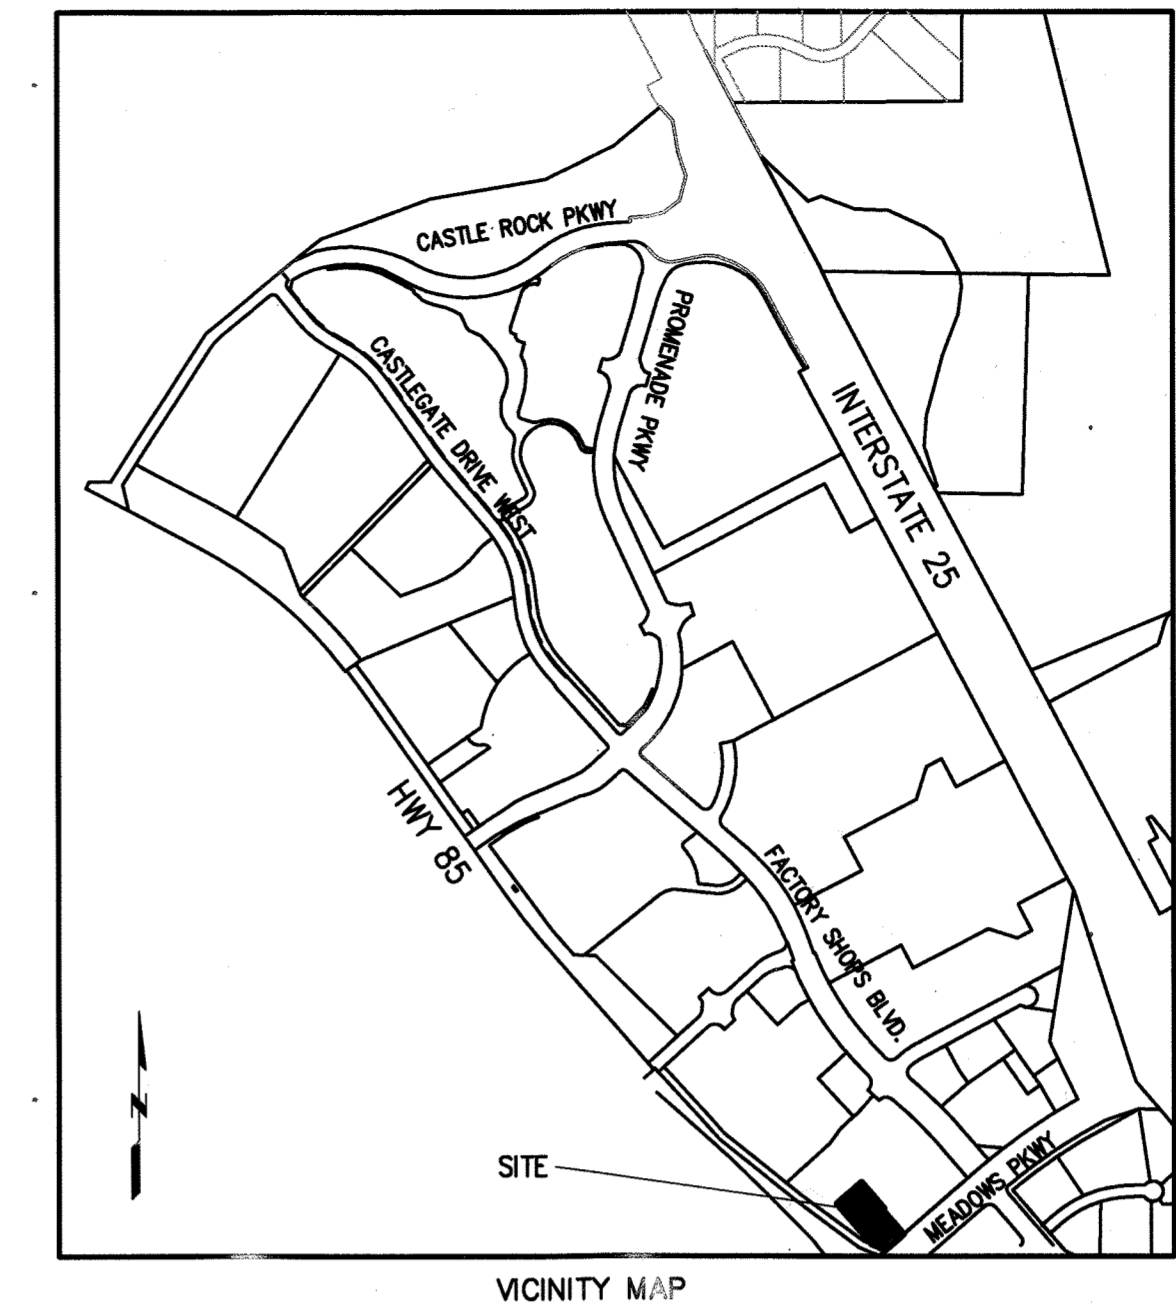 CASTLE ROCK PKWY
PROMENADE PKWY
CASTLEGATE DRIVE WEST
INTERSTATE 25
HWY 85
FACTORY SHOPS BLVD.
N
SITE
MEADOWS PKWY
VICINITY MAP